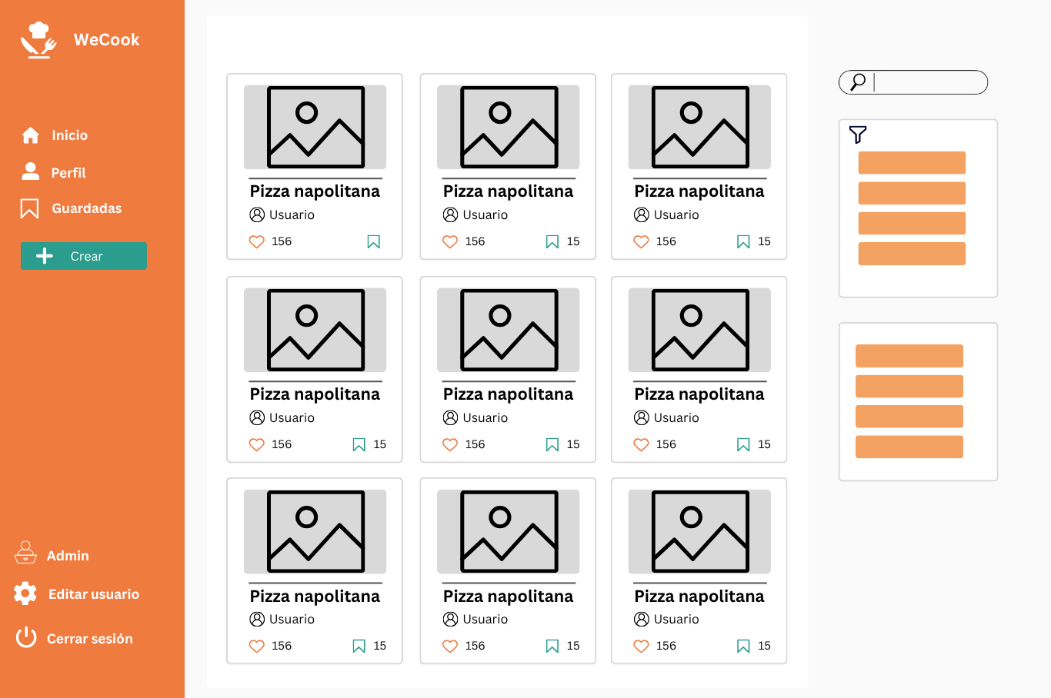 WeCook
Inicio
Perfil
Guardadas
Crear
Admin
Editar usuario
Cerrar sesión
Pizza napolitana
Usuario
156
Pizza napolitana
Usuario
156 15
Pizza napolitana
Usuario
156 15
Pizza napolitana
Usuario
156 15
Pizza napolitana
Usuario
156 15
Pizza napolitana
Usuario
156 15
Pizza napolitana
Usuario
156 15
Pizza napolitana
Usuario
156 15
Pizza napolitana
Usuario
156 15